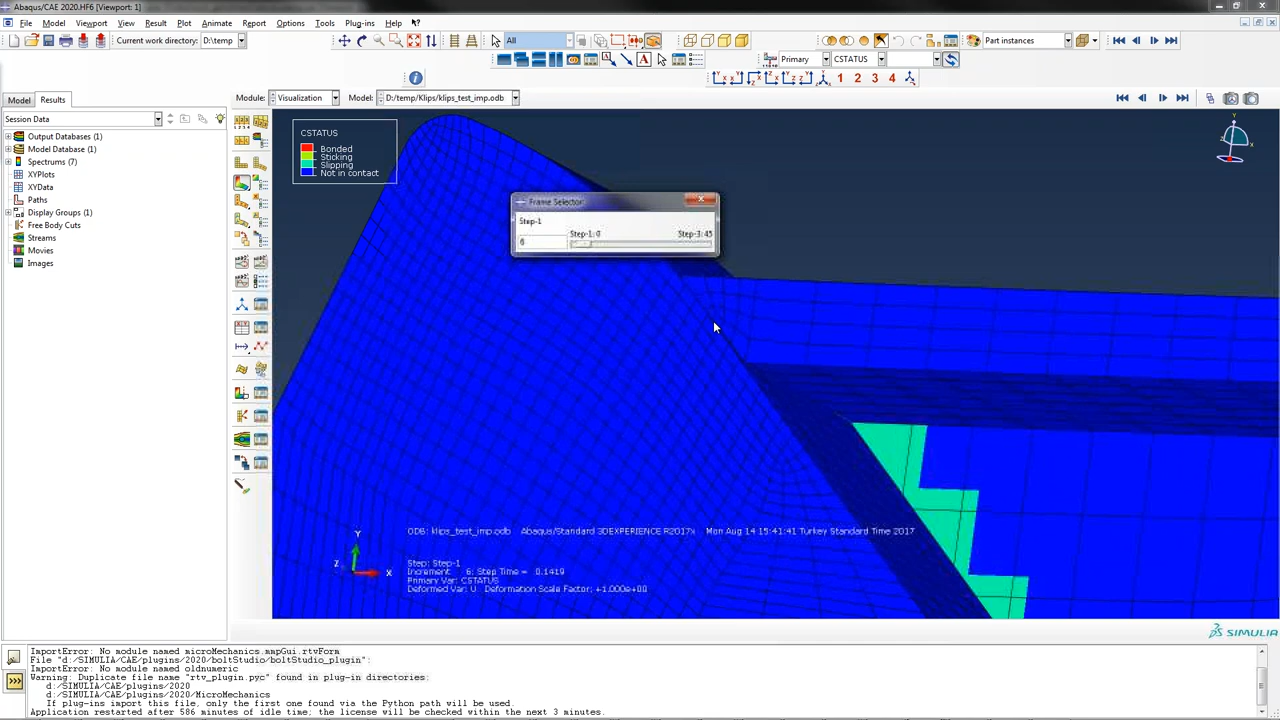 Abaqus/CAE 2020.HF6 [Viewport: 1]
File Model Viewport View Result Plot Animate Report Options Tools Plug-ins Help
Current work directory: D:\temp
All
Part instances
Primary CSTATUS
1 2 3 4
Model Results
Module: Visualization Model: D:/temp/Klips/klips_test_imp.odb
Session Data
Output Databases (1)
Model Database (1)
Spectrums (7)
XYPlots
XYData
Paths
Display Groups (1)
Free Body Cuts
Streams
Movies
Images
CSTATUS
Bonded
Sticking
Slipping
Not in contact
Frame Selector
Step-1
Step-1: 0 Step-3: 45
6
ODB: klips_test_imp.odb Abaqus/Standard 3DEXPERIENCE R2017x Mon Aug 14 15:41:41 Turkey Standard Time 2017
Step: Step-1
Increment 6: Step Time = 0.1419
Primary Var: CSTATUS
Deformed Var: U Deformation Scale Factor: +1.000e+00
Y
Z X
SIMULIA
ImportError: No module named microMechanics.mmpGui.rtvForm
File "d:/SIMULIA/CAE/plugins/2020/boltStudio/boltStudio_plugin":
ImportError: No module named oldnumeric
Warning: Duplicate file name "rtv_plugin.pyc" found in plug-in directories:
d:/SIMULIA/CAE/plugins/2020
d:/SIMULIA/CAE/plugins/2020/MicroMechanics
If plug-ins import this file, only the first one found via the Python path will be used.
Application restarted after 586 minutes of idle time; the license will be checked within the next 3 minutes.